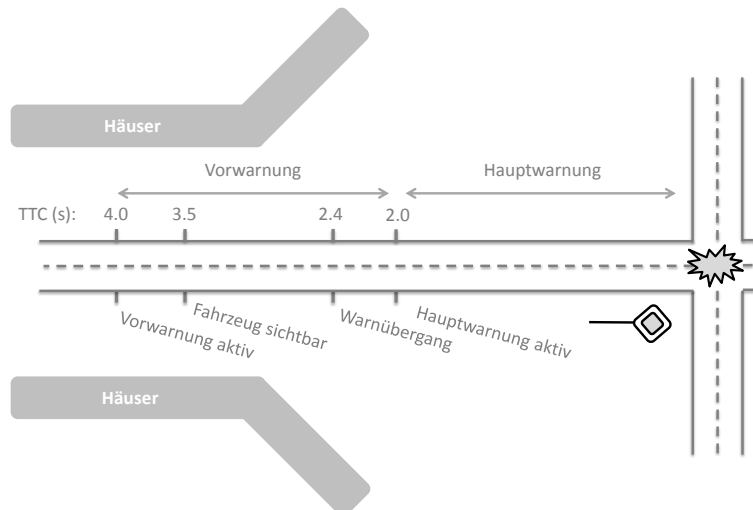 Häuser
Vorwarnung
Hauptwarnung
TTC (s): 4.0 3.5 2.4 2.0
Vorwarnung aktiv
Fahrzeug sichtbar
Warnübergang
Hauptwarnung aktiv
Häuser